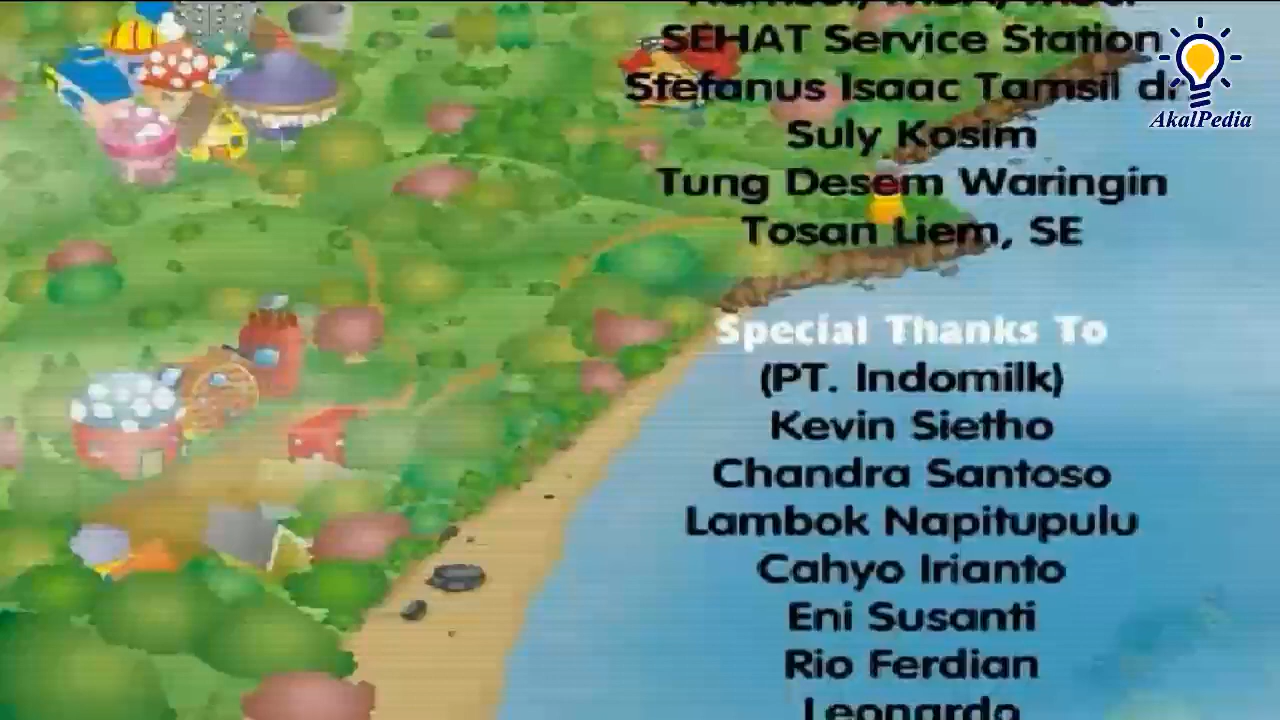 SEHAT Service Station
Stefanus Isaac Tamsil dr
Suly Kosim
Tung Desem Waringin
Tosan Liem, SE
Special Thanks To
(PT. Indomilk)
Kevin Sietho
Chandra Santoso
Lambok Napitupulu
Cahyo Irianto
Eni Susanti
Rio Ferdian
Leonardo
AkalPedia